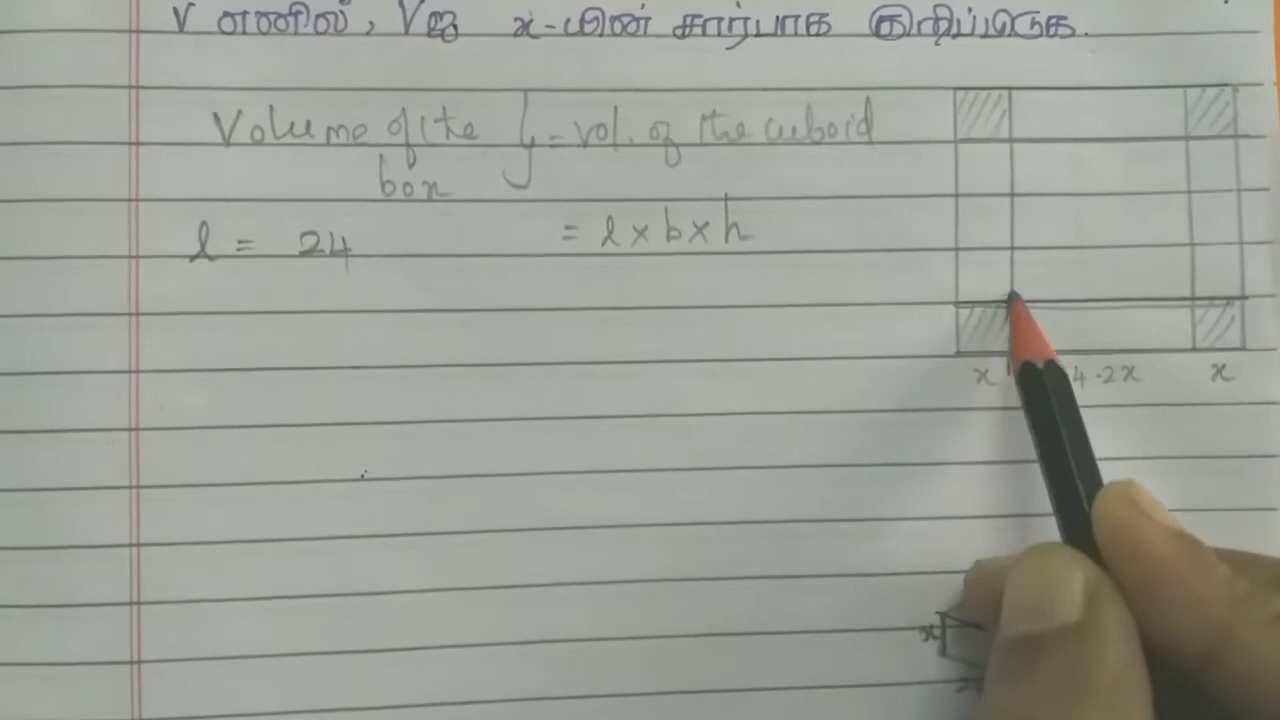 V எனில், Vஐ x-யின் சார்பாக குறிப்பிடுக.
Volume of the } = vol. of the cuboid
box
l = 24 = l × b × h
x 4-2x x
x